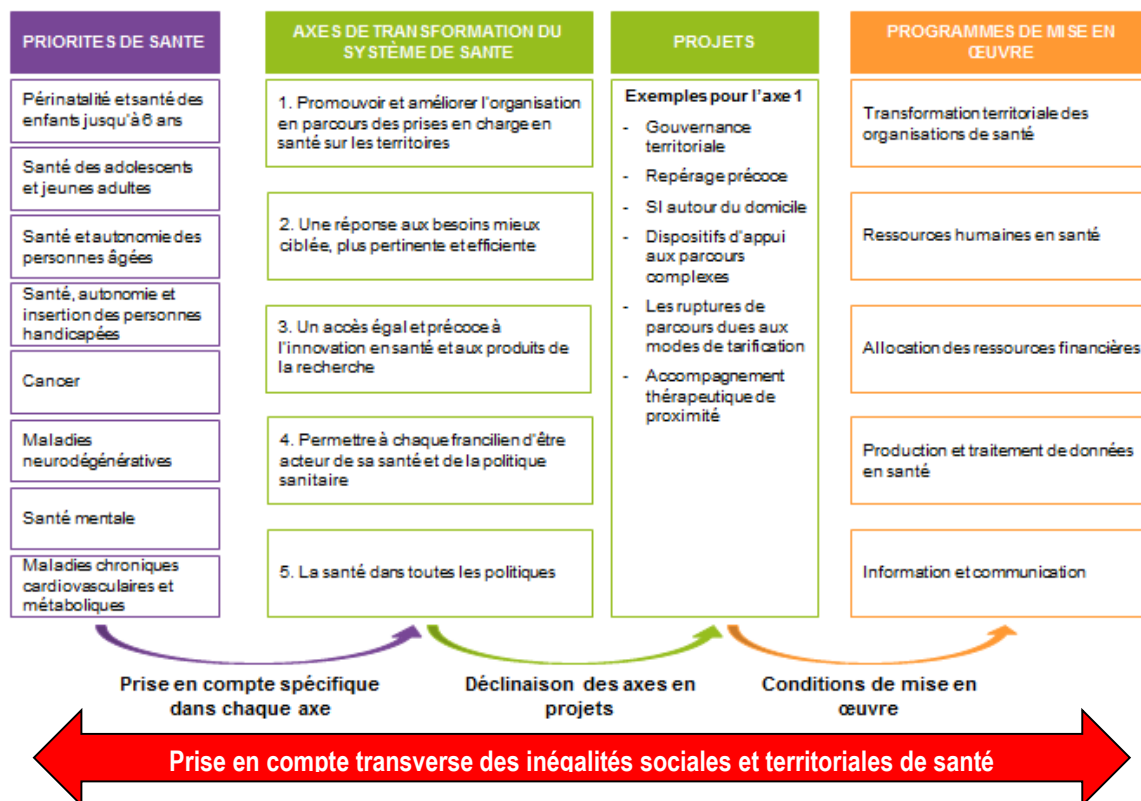 PRIORITES DE SANTE
Périnatalité et santé des
enfants jusqu'à 6 ans
Santé des adolescents
et jeunes adultes
Santé et autonomie des
personnes âgées
Santé, autonomie et
insertion des personnes
handicapées
Cancer
Maladies
neurodégénératives
Santé mentale
Maladies chroniques
cardiovasculaires et
métaboliques
AXES DE TRANSFORMATION DU
SYSTÈME DE SANTE
1. Promouvoir et améliorer l'organisation
en parcours des prises en charge en
santé sur les territoires
2. Une réponse aux besoins mieux
ciblée, plus pertinente et efficiente
3. Un accès égal et précoce à
l'innovation en santé et aux produits de
la recherche
4. Permettre à chaque francilien d'être
acteur de sa santé et de la politique
sanitaire
5. La santé dans toutes les politiques
PROJETS
Exemples pour l'axe 1
- Gouvernance
territoriale
- Repérage précoce
- SI autour du domicile
- Dispositifs d'appui
aux parcours
complexes
- Les ruptures de
parcours dues aux
modes de tarification
- Accompagnement
thérapeutique de
proximité
PROGRAMMES DE MISE EN
ŒUVRE
Transformation territoriale des
organisations de santé
Ressources humaines en santé
Allocation des ressources financières
Production et traitement de données
en santé
Information et communication
Prise en compte spécifique
dans chaque axe
Déclinaison des axes en
projets
Conditions de mise en
œuvre
Prise en compte transverse des inégalités sociales et territoriales de santé